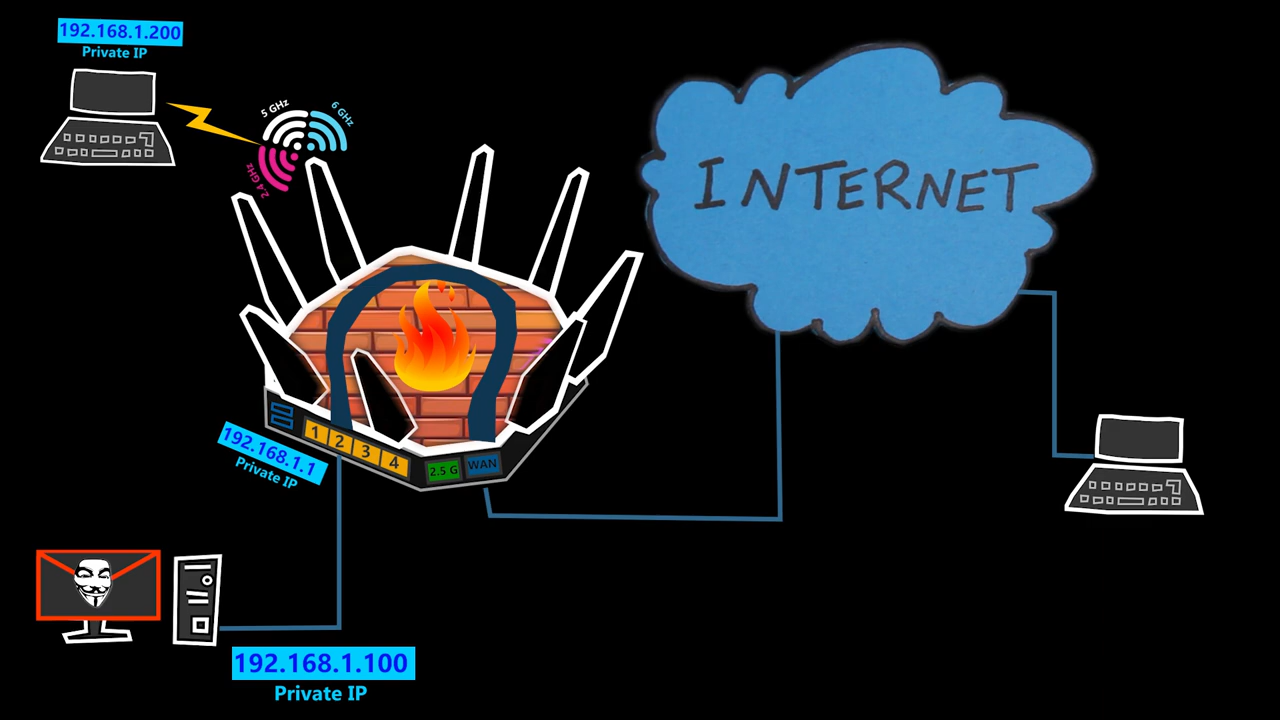 192.168.1.200
Private IP
5 GHz
6 GHz
2.4 GHz
INTERNET
192.168.1.1
Private IP
1 2 3 4
2.5 G
WAN
192.168.1.100
Private IP